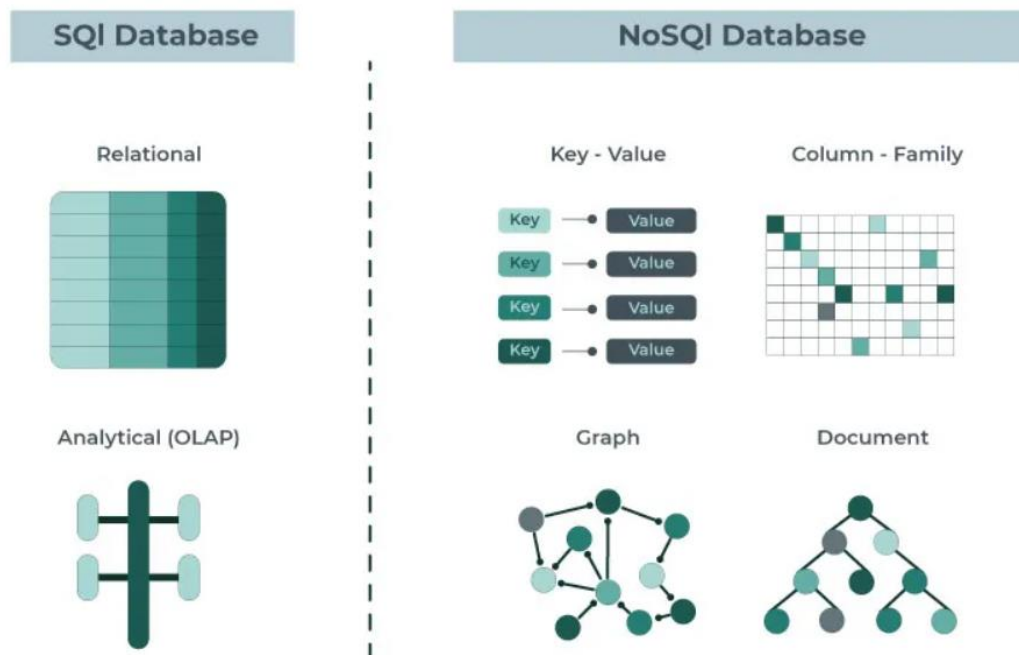 SQl Database
NoSQl Database
Relational
Key - Value
Column - Family
Key
Value
Key
Value
Key
Value
Key
Value
Analytical (OLAP)
Graph
Document